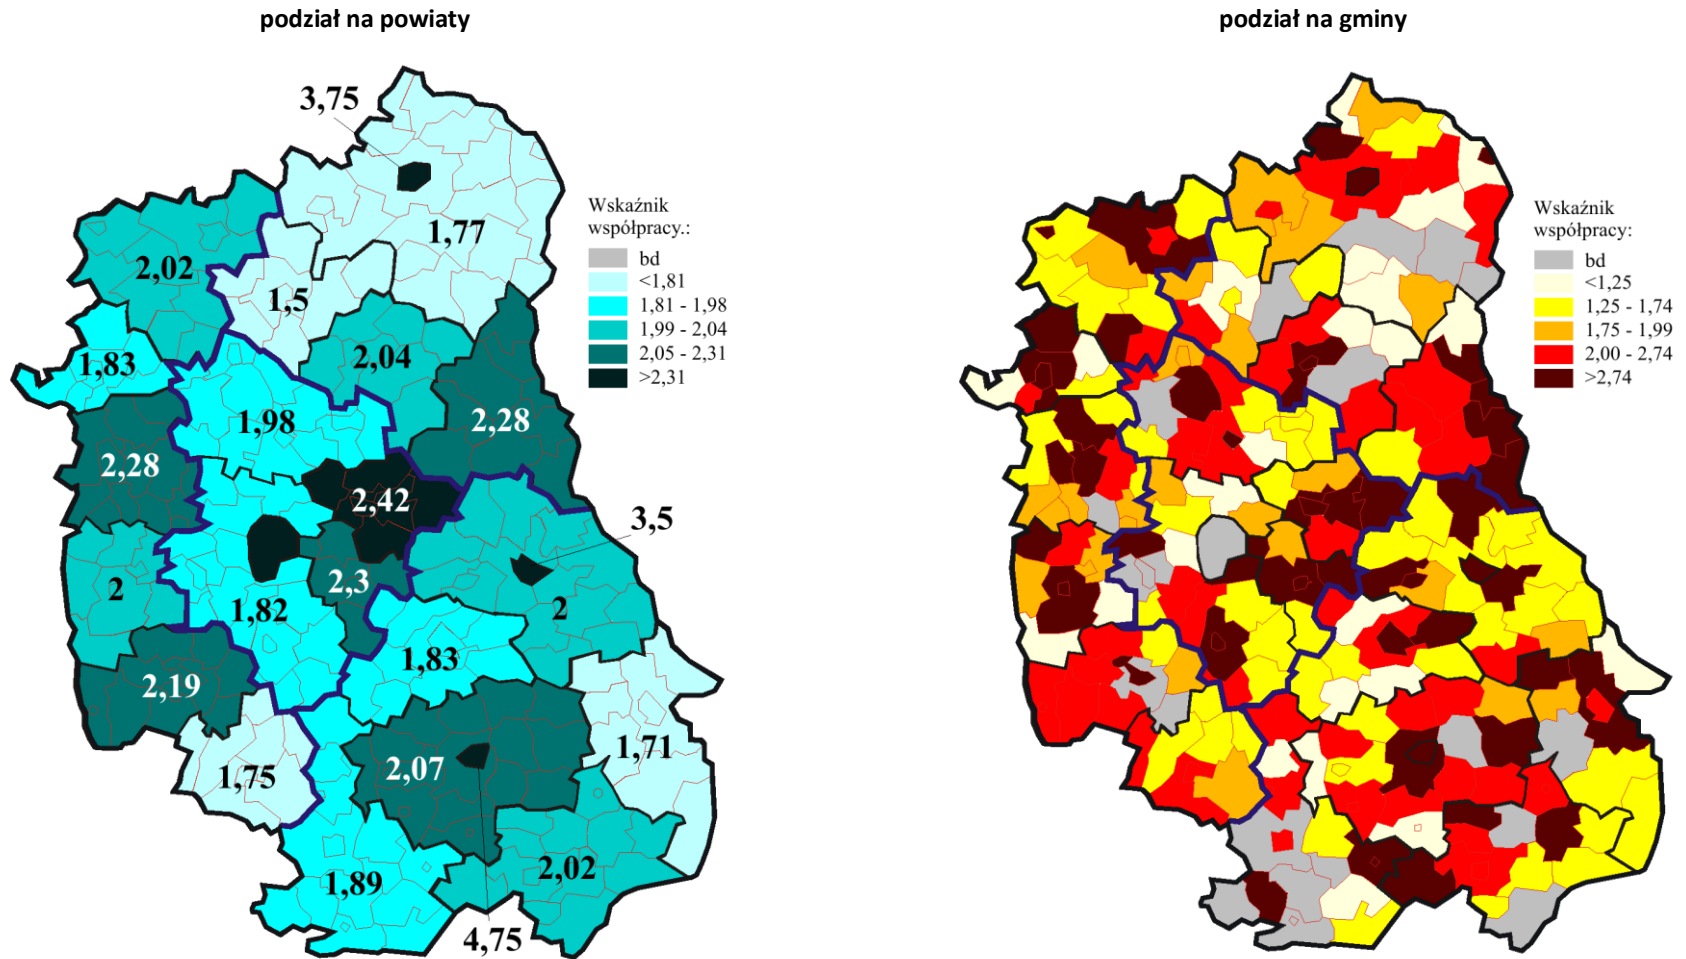 podział na powiaty
podział na gminy
3,75
1,77
2,02
1,5
1,83
2,04
1,98
2,28
2,28
2,42
3,5
2,3
2
1,82
2
1,83
2,19
1,71
1,75
2,07
1,89
2,02
4,75
Wskaźnik
współpracy.:
bd
<1,81
1,81 - 1,98
1,99 - 2,04
2,05 - 2,31
>2,31
Wskaźnik
współpracy:
bd
<1,25
1,25 - 1,74
1,75 - 1,99
2,00 - 2,74
>2,74